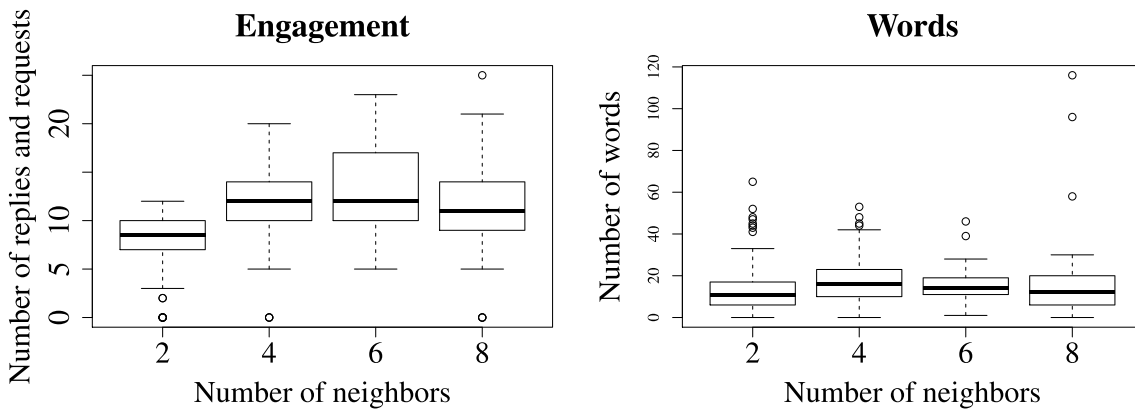 Engagement
Number of replies and requests
20
10
5
0
2 4 6 8
Number of neighbors
Words
Number of words
120
100
80
60
40
20
0
2 4 6 8
Number of neighbors